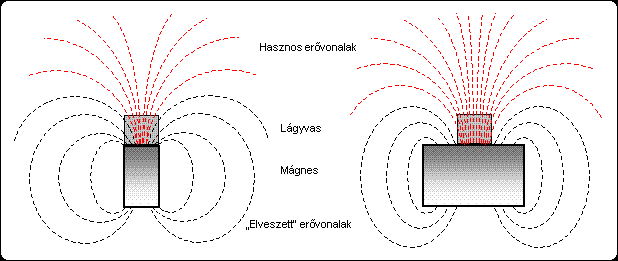 Hasznos erővonalak
Lágyvas
Mágnes
„Elveszett" erővonalak